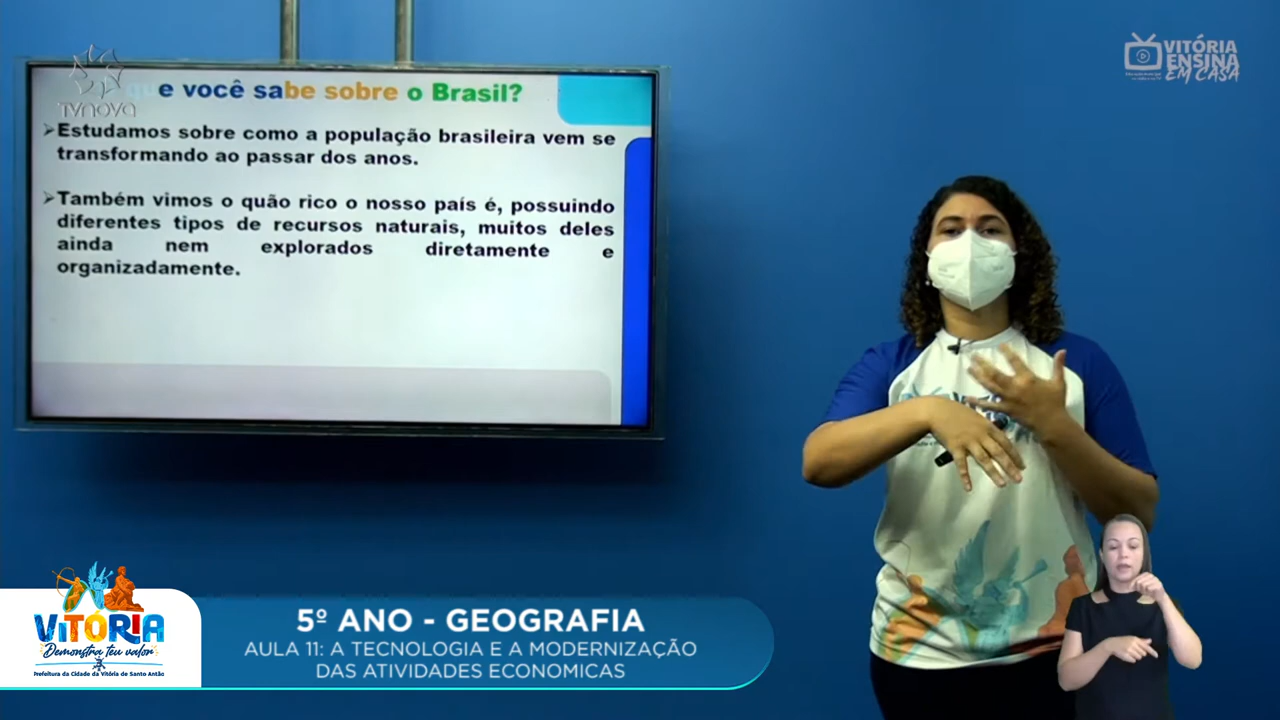 que você sabe sobre o Brasil?
TVNOVA
➢Estudamos sobre como a população brasileira vem se
transformando ao passar dos anos.
➢Também vimos o quão rico o nosso país é, possuindo
diferentes tipos de recursos naturais, muitos deles
ainda nem explorados diretamente e
organizadamente.
VITÓRIA
ENSINA
EM CASA
5º ANO - GEOGRAFIA
AULA 11: A TECNOLOGIA E A MODERNIZAÇÃO
DAS ATIVIDADES ECONOMICAS
VITÓRIA
Demonstra teu valor
Prefeitura da Cidade da Vitória de Santo Antão